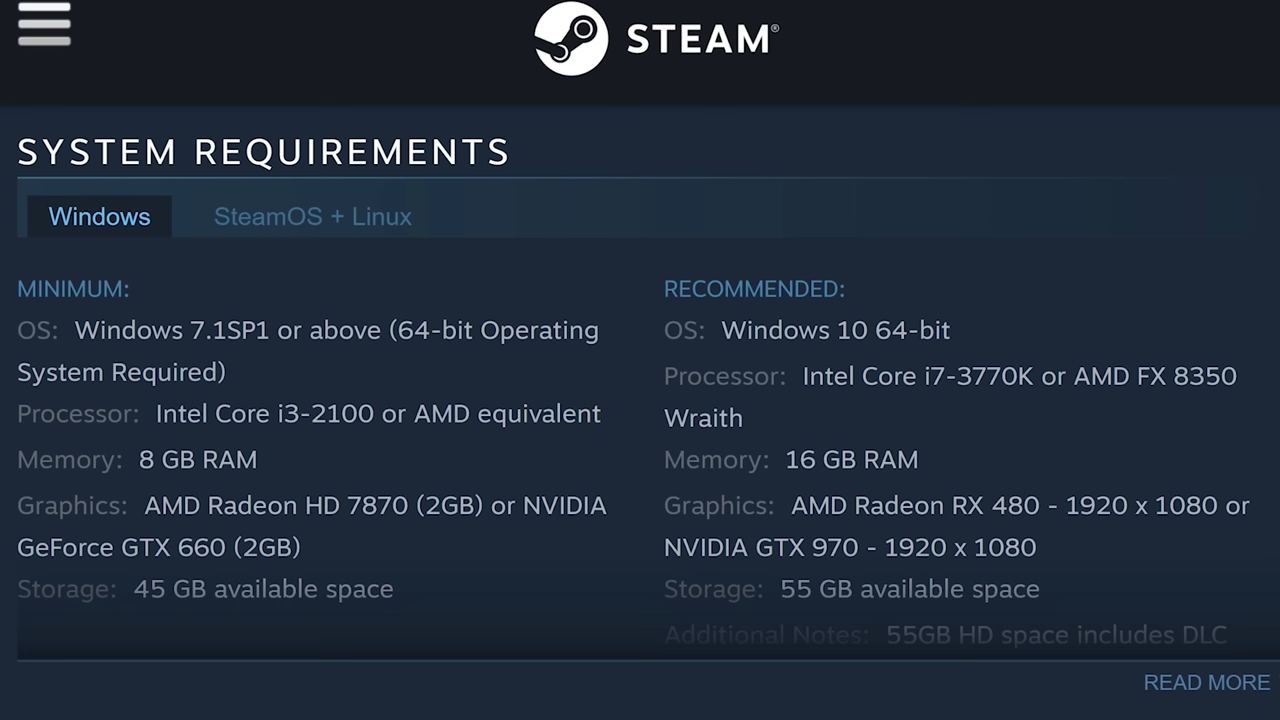 STEAM®
SYSTEM REQUIREMENTS
Windows
SteamOS + Linux
MINIMUM:
OS: Windows 7.1SP1 or above (64-bit Operating
System Required)
Processor: Intel Core i3-2100 or AMD equivalent
Memory: 8 GB RAM
Graphics: AMD Radeon HD 7870 (2GB) or NVIDIA
GeForce GTX 660 (2GB)
Storage: 45 GB available space
RECOMMENDED:
OS: Windows 10 64-bit
Processor: Intel Core i7-3770K or AMD FX 8350
Wraith
Memory: 16 GB RAM
Graphics: AMD Radeon RX 480 - 1920 x 1080 or
NVIDIA GTX 970 - 1920 x 1080
Storage: 55 GB available space
Additional Notes: 55GB HD space includes DLC
READ MORE